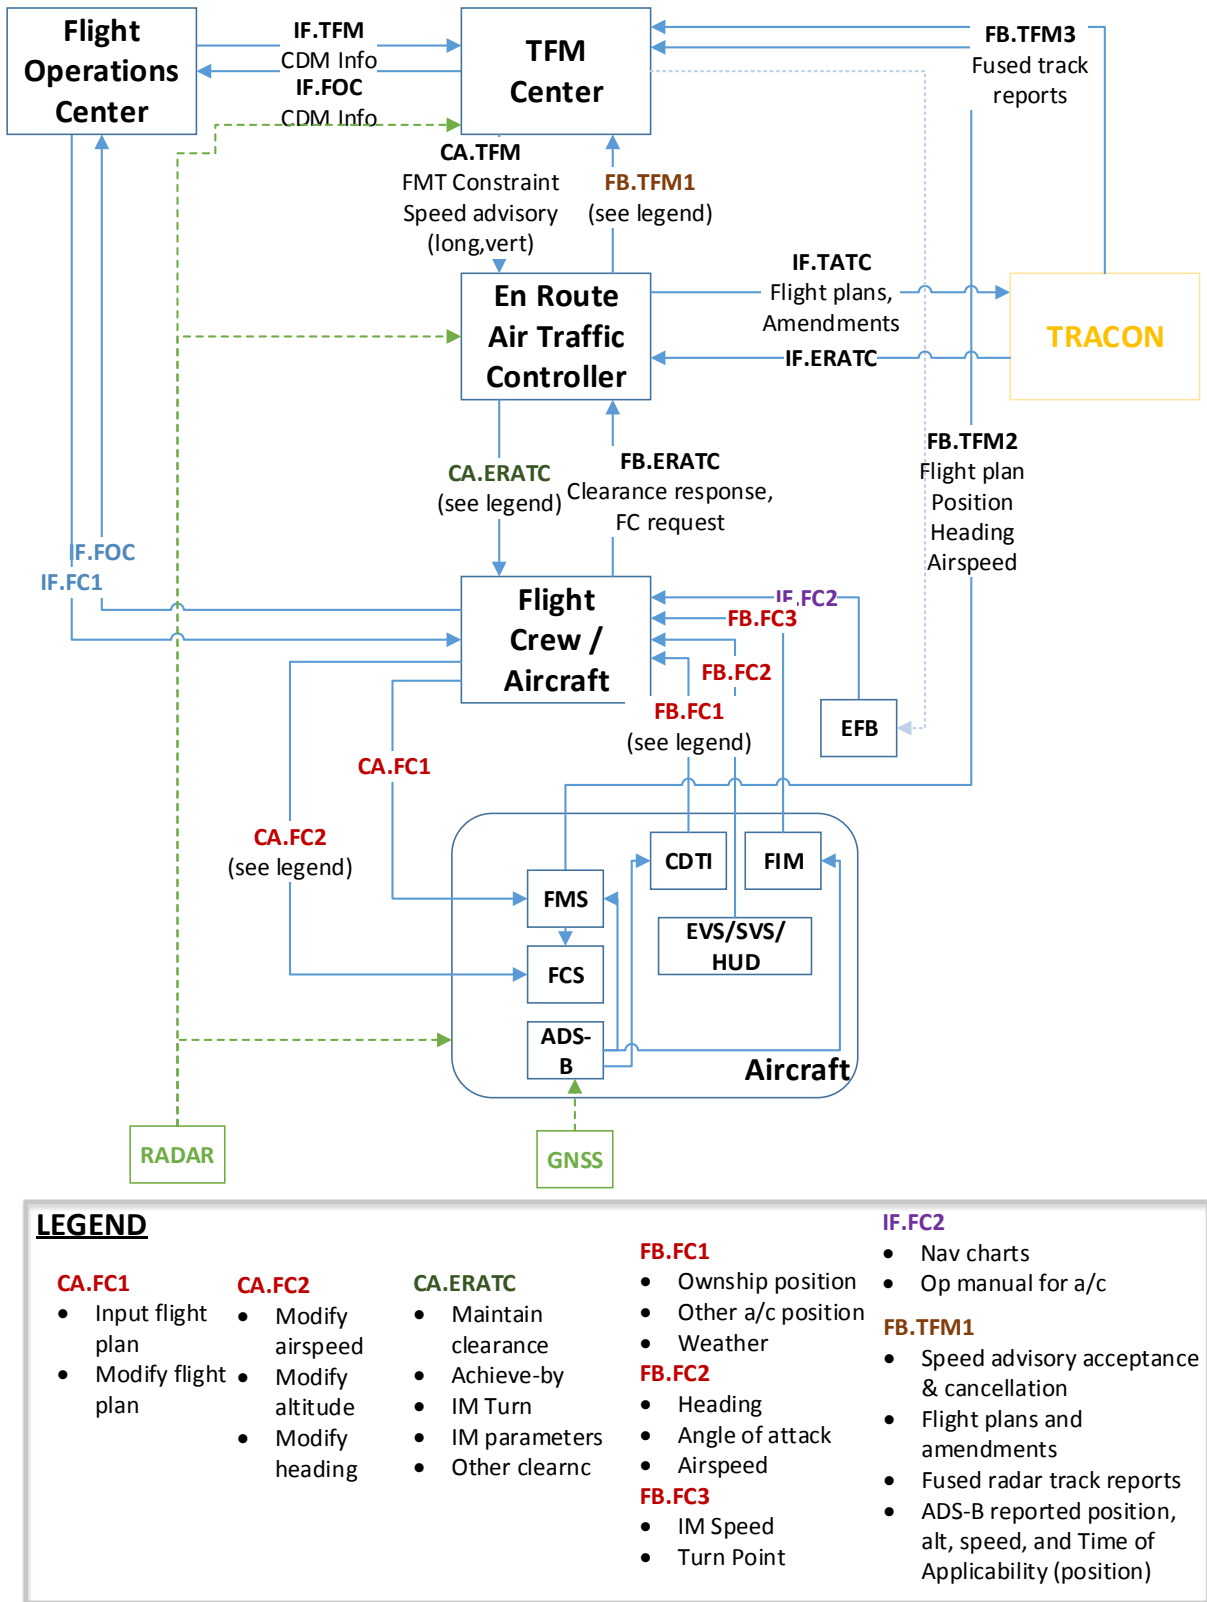 Flight
Operations
Center
IF.TFM
CDM Info
IF.FOC
CDM Info
TFM
Center
FB.TFM3
Fused track
reports
CA.TFM
FMT Constraint
Speed advisory
(long,vert)
FB.TFM1
(see legend)
IF.TATC
Flight plans,
Amendments
En Route
Air Traffic
Controller
TRACON
IF.ERATC
CA.ERATC
(see legend)
FB.ERATC
Clearance response,
FC request
FB.TFM2
Flight plan
Position
Heading
Airspeed
IF.FOC
IF.FC1
Flight
Crew /
Aircraft
IF.FC2
FB.FC3
FB.FC2
FB.FC1
(see legend)
EFB
CA.FC1
CA.FC2
(see legend)
CDTI
FIM
FMS
EVS/SVS/
HUD
FCS
ADS-
B
Aircraft
RADAR
GNSS
LEGEND
CA.FC1
• Input flight
plan
• Modify flight
plan
CA.FC2
• Modify
airspeed
• Modify
altitude
• Modify
heading
CA.ERATC
• Maintain
clearance
• Achieve-by
• IM Turn
• IM parameters
• Other clearnc
FB.FC1
• Ownship position
• Other a/c position
• Weather
FB.FC2
• Heading
• Angle of attack
• Airspeed
FB.FC3
• IM Speed
• Turn Point
IF.FC2
• Nav charts
• Op manual for a/c
FB.TFM1
• Speed advisory acceptance
& cancellation
• Flight plans and
amendments
• Fused radar track reports
• ADS-B reported position,
alt, speed, and Time of
Applicability (position)